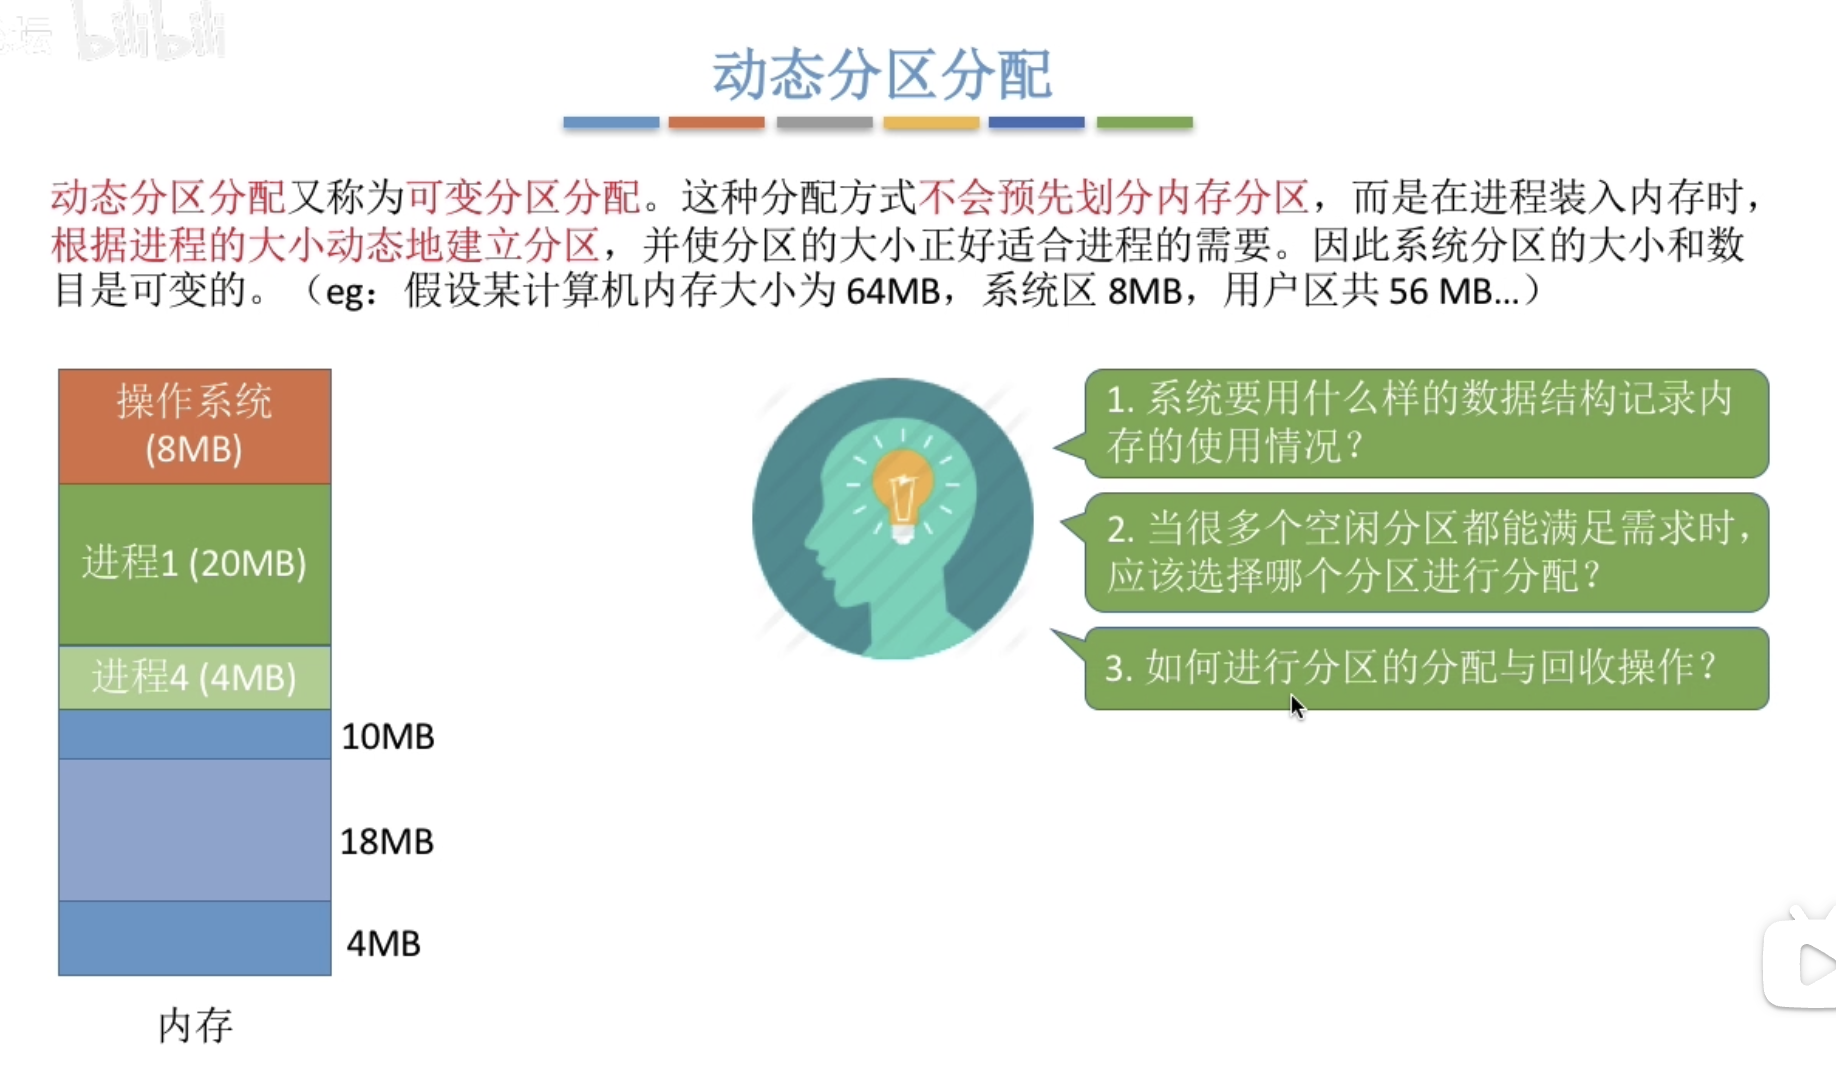 坛 bilibili
动态分区分配
动态分区分配又称为可变分区分配。这种分配方式不会预先划分内存分区，而是在进程装入内存时，
根据进程的大小动态地建立分区，并使分区的大小正好适合进程的需要。因此系统分区的大小和数
目是可变的。（eg：假设某计算机内存大小为 64MB，系统区 8MB，用户区共 56 MB...）
操作系统
(8MB)
进程1 (20MB)
进程4 (4MB)
10MB
18MB
4MB
内存
1. 系统要用什么样的数据结构记录内
存的使用情况？
2. 当很多个空闲分区都能满足需求时，
应该选择哪个分区进行分配？
3. 如何进行分区的分配与回收操作？